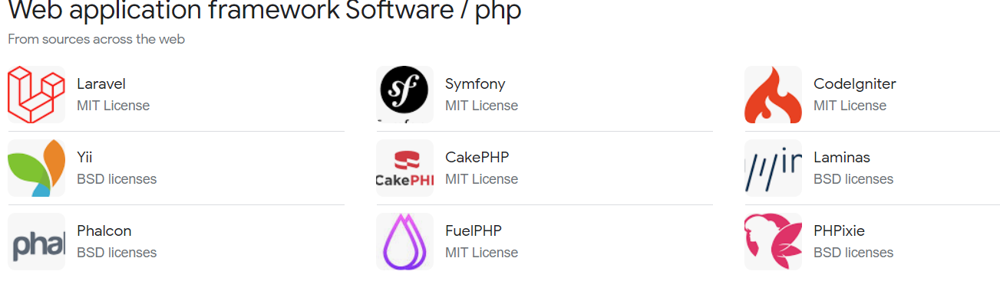 Web application framework Software / php
From sources across the web
Laravel
MIT License
sf
Symfony
MIT License
CodeIgniter
MIT License
Yii
BSD licenses
CakePHP
CakePHP
MIT License
Laminas
BSD licenses
phal
Phalcon
BSD licenses
FuelPHP
MIT License
PHPixie
BSD licenses